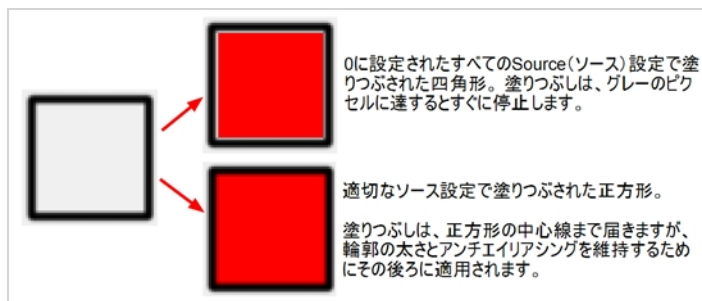 0に設定されたすべてのSource(ソース)設定で塗
りつぶされた四角形。塗りつぶしは、グレーのピク
セルに達するとすぐに停止します。
適切なソース設定で塗りつぶされた正方形。
塗りつぶしは、正方形の中心線まで届きますが、
輪郭の太さとアンチエイリアシングを維持するため
にその後ろに適用されます。